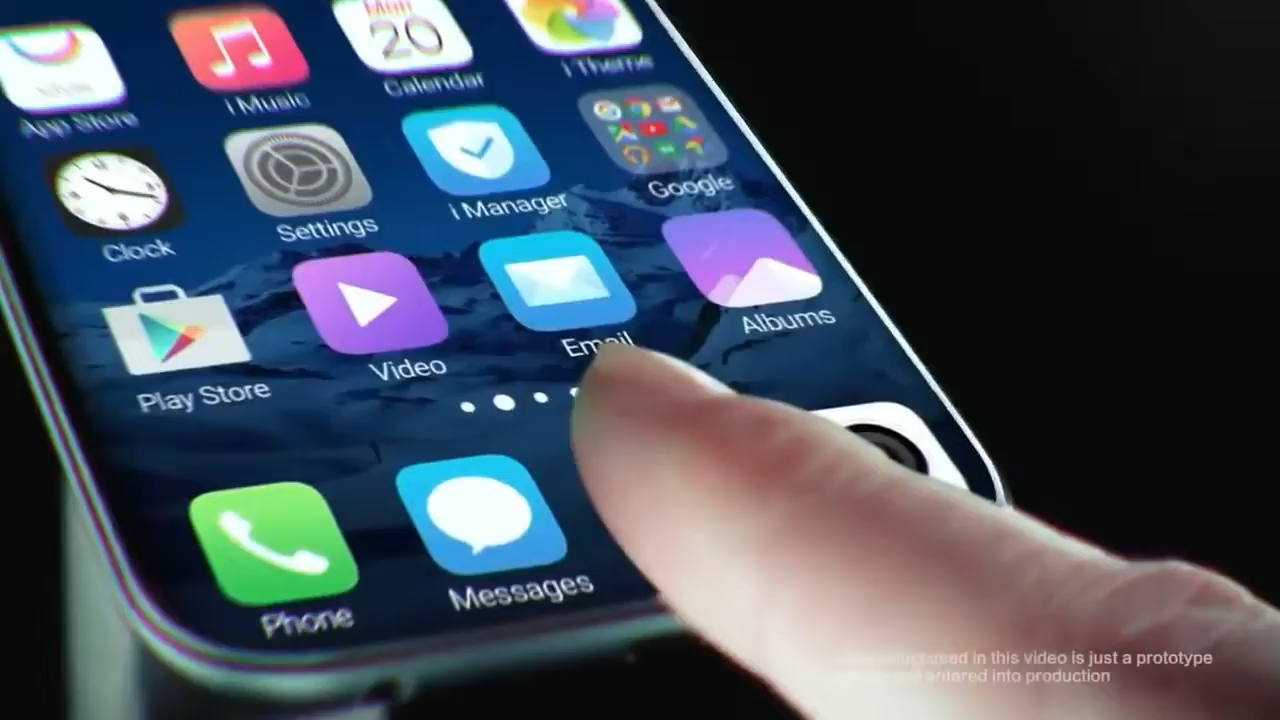 Mon
20
App Store
i Music
Calendar
i Theme
Clock
Settings
i Manager
Google
Play Store
Video
Email
Albums
Phone
Messages
used in this video is just a prototype
entered into production